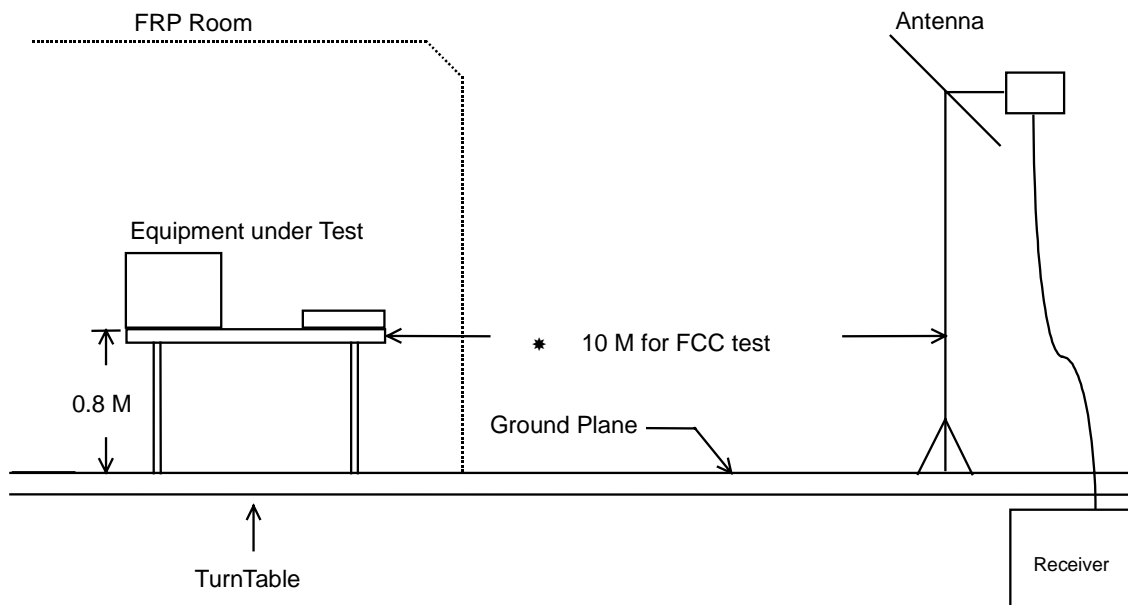 FRP Room
Antenna
Equipment under Test
* 10 M for FCC test
0.8 M
Ground Plane
TurnTable
Receiver